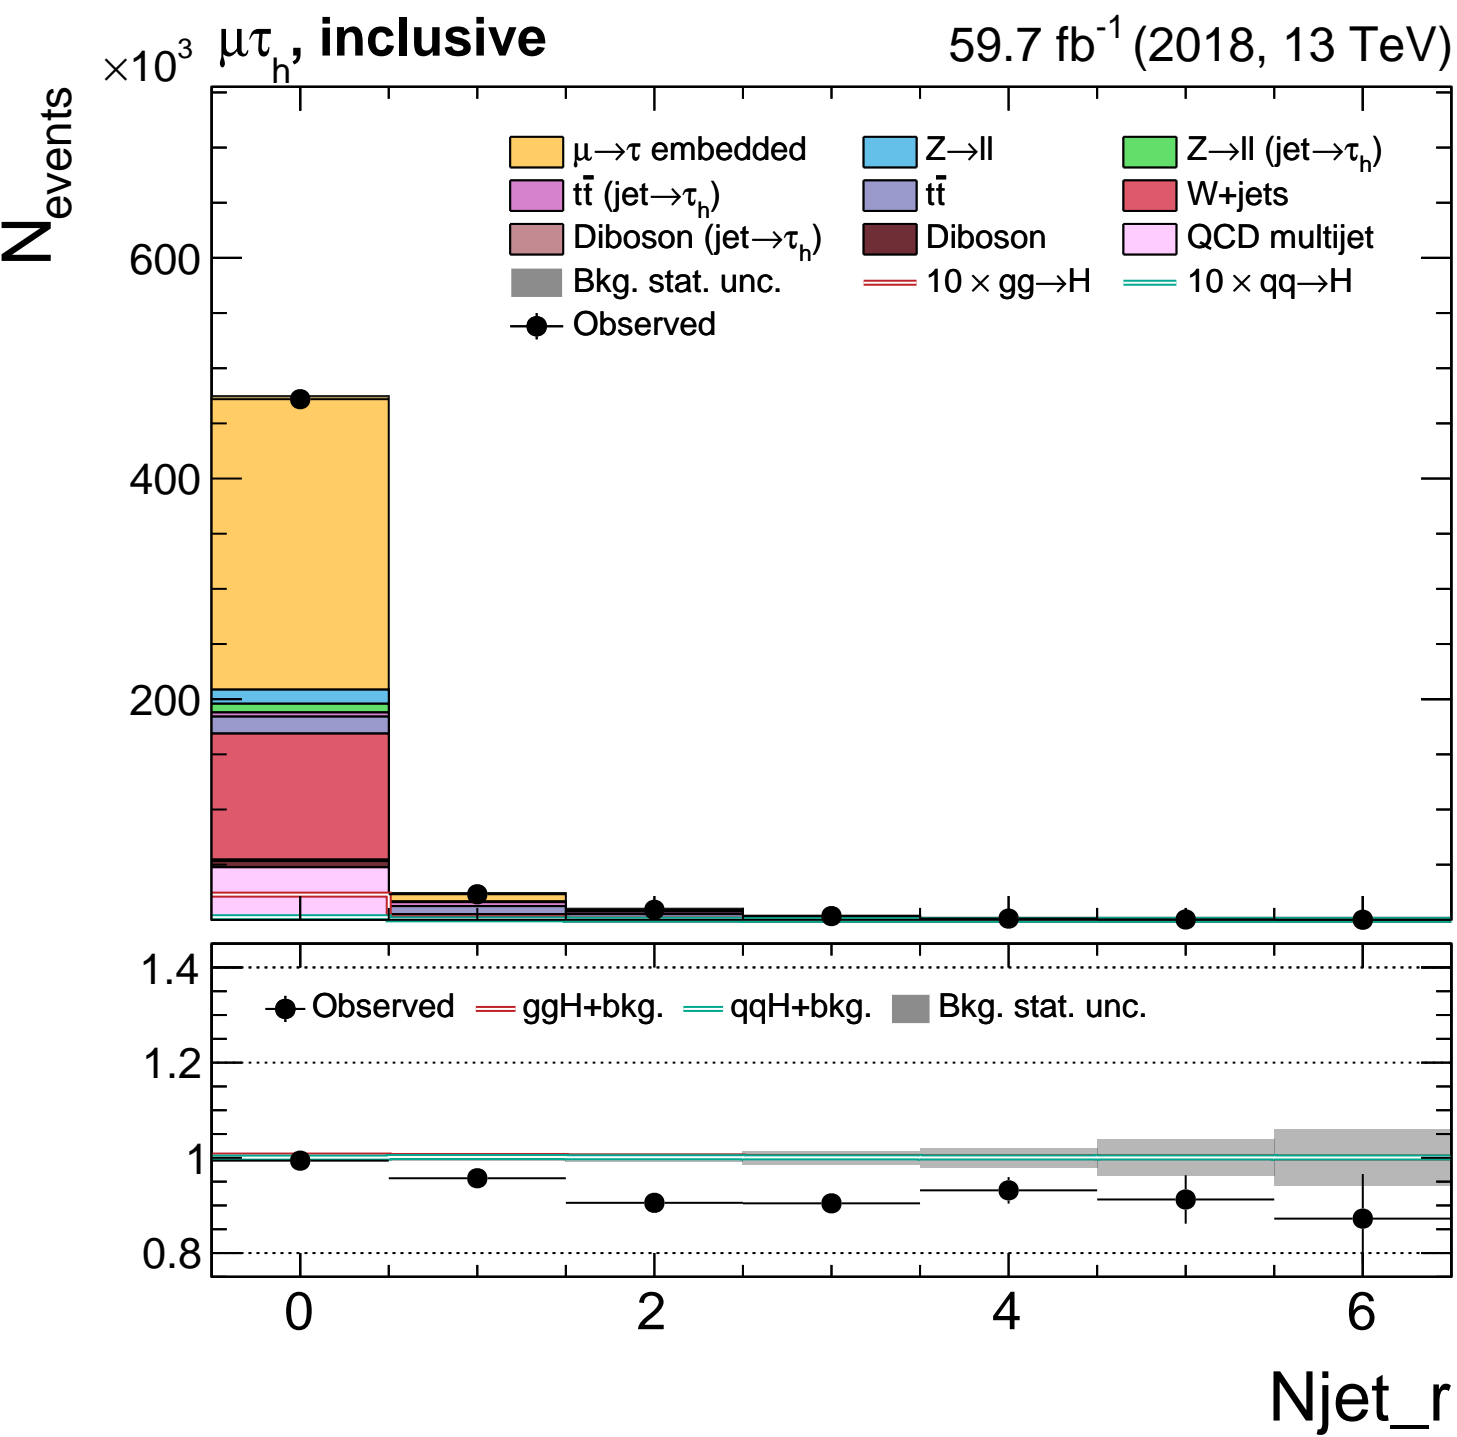 ×10³ μτₕ, inclusive 59.7 fb⁻¹ (2018, 13 TeV)
N_events
μ→τ embedded Z→ll Z→ll (jet→τₕ)
tt̄ (jet→τₕ) tt̄ W+jets
Diboson (jet→τₕ) Diboson QCD multijet
Bkg. stat. unc. 10 × gg→H 10 × qq→H
Observed
600
400
200
1.4
Observed ggH+bkg. qqH+bkg. Bkg. stat. unc.
1.2
1
0.8
0 2 4 6
Njet_r